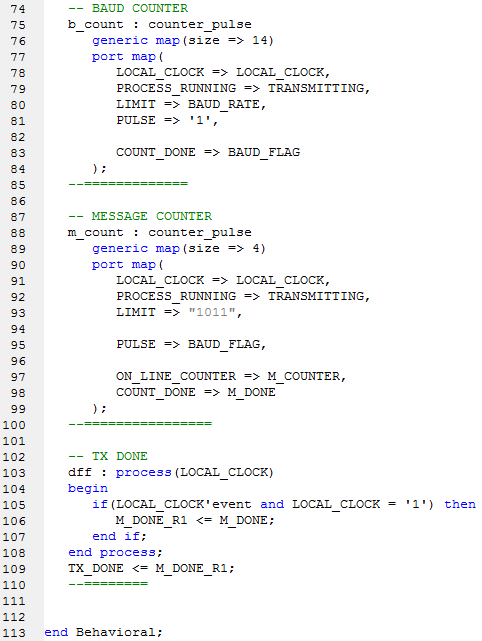 74 -- BAUD COUNTER
75 b_count : counter_pulse
76 generic map(size => 14)
77 port map(
78 LOCAL_CLOCK => LOCAL_CLOCK,
79 PROCESS_RUNNING => TRANSMITTING,
80 LIMIT => BAUD_RATE,
81 PULSE => '1',
82
83 COUNT_DONE => BAUD_FLAG
84 );
85 --=============
86
87 -- MESSAGE COUNTER
88 m_count : counter_pulse
89 generic map(size => 4)
90 port map(
91 LOCAL_CLOCK => LOCAL_CLOCK,
92 PROCESS_RUNNING => TRANSMITTING,
93 LIMIT => "1011",
94
95 PULSE => BAUD_FLAG,
96
97 ON_LINE_COUNTER => M_COUNTER,
98 COUNT_DONE => M_DONE
99 );
100 --================
101
102 -- TX DONE
103 dff : process(LOCAL_CLOCK)
104 begin
105 if(LOCAL_CLOCK'event and LOCAL_CLOCK = '1') then
106 M_DONE_R1 <= M_DONE;
107 end if;
108 end process;
109 TX_DONE <= M_DONE_R1;
110 --========
111
112
113 end Behavioral;